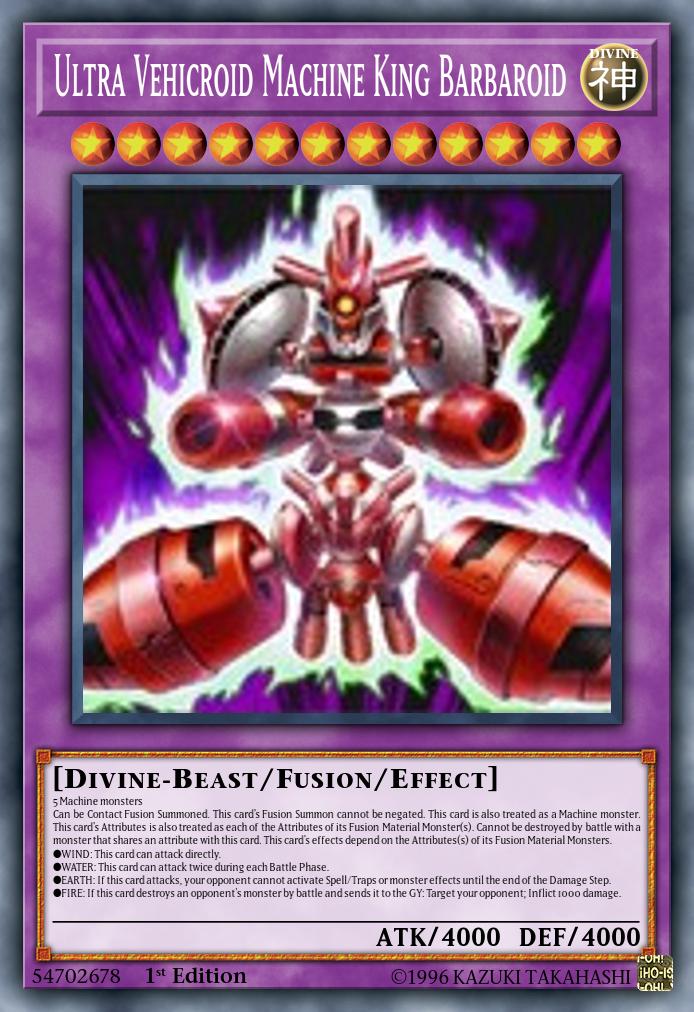 ULTRA VEHICROID MACHINE KING BARBAROID
DIVINE
神
[DIVINE-BEAST/FUSION/EFFECT]
5 Machine monsters
Can be Contact Fusion Summoned. This card's Fusion Summon cannot be negated. This card is also treated as a Machine monster.
This card's Attributes is also treated as each of the Attributes of its Fusion Material Monster(s). Cannot be destroyed by battle with a
monster that shares an attribute with this card. This card's effects depend on the Attributes(s) of its Fusion Material Monsters.
●WIND: This card can attack directly.
●WATER: This card can attack twice during each Battle Phase.
●EARTH: If this card attacks, your opponent cannot activate Spell/Traps or monster effects until the end of the Damage Step.
●FIRE: If this card destroys an opponent's monster by battle and sends it to the GY: Target your opponent; Inflict 1000 damage.
ATK/4000 DEF/4000
54702678 1st Edition ©1996 KAZUKI TAKAHASHI